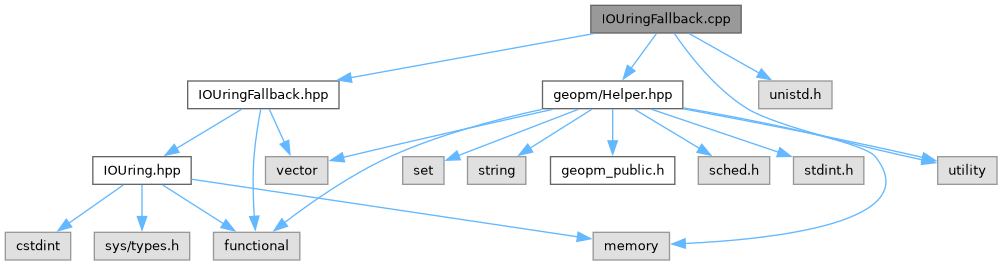 IOUringFallback.cpp
IOUringFallback.hpp
geopm/Helper.hpp
unistd.h
IOUring.hpp
vector
set
string
geopm_public.h
sched.h
stdint.h
utility
cstdint
sys/types.h
functional
memory